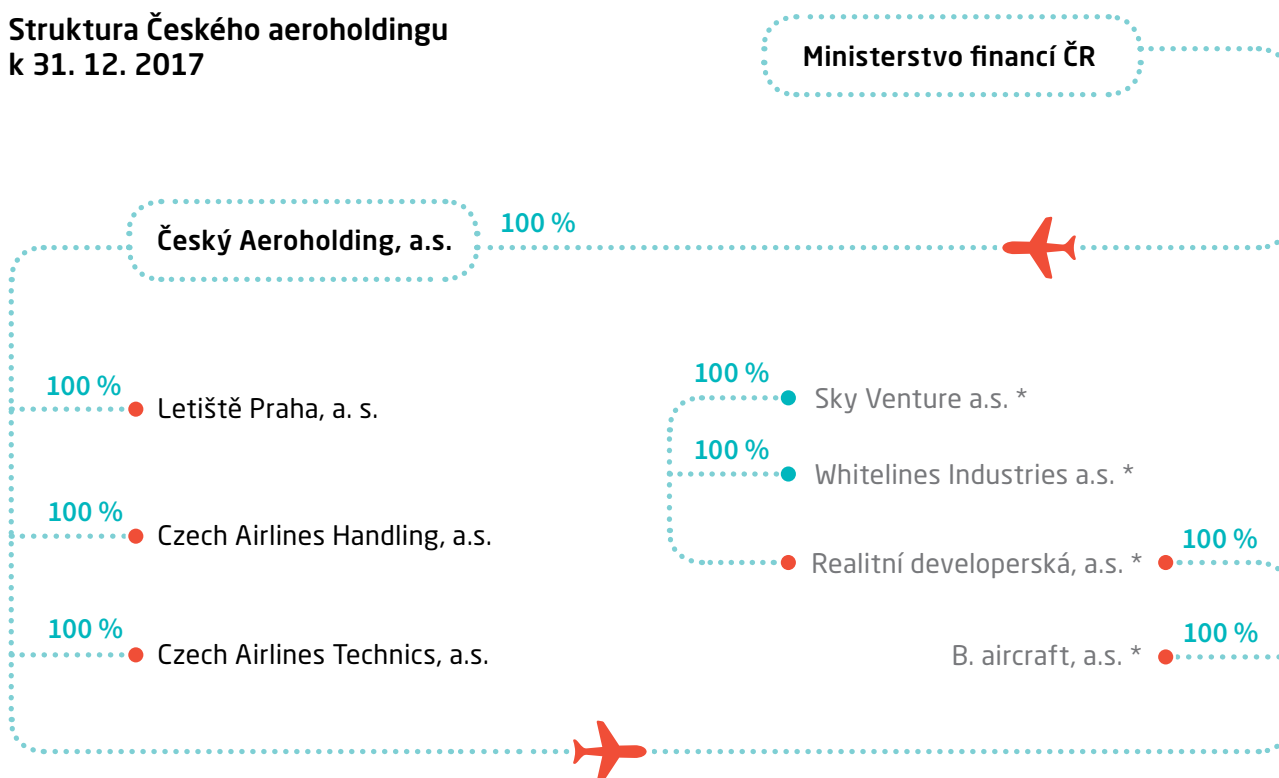 Struktura Českého aeroholdingu
k 31. 12. 2017
Ministerstvo financí ČR
Český Aeroholding, a.s.
100 %
100 %
Letiště Praha, a. s.
100 %
Czech Airlines Handling, a.s.
100 %
Czech Airlines Technics, a.s.
100 %
Sky Venture a.s. *
100 %
Whitelines Industries a.s. *
Realitní developerská, a.s. *
100 %
B. aircraft, a.s. *
100 %